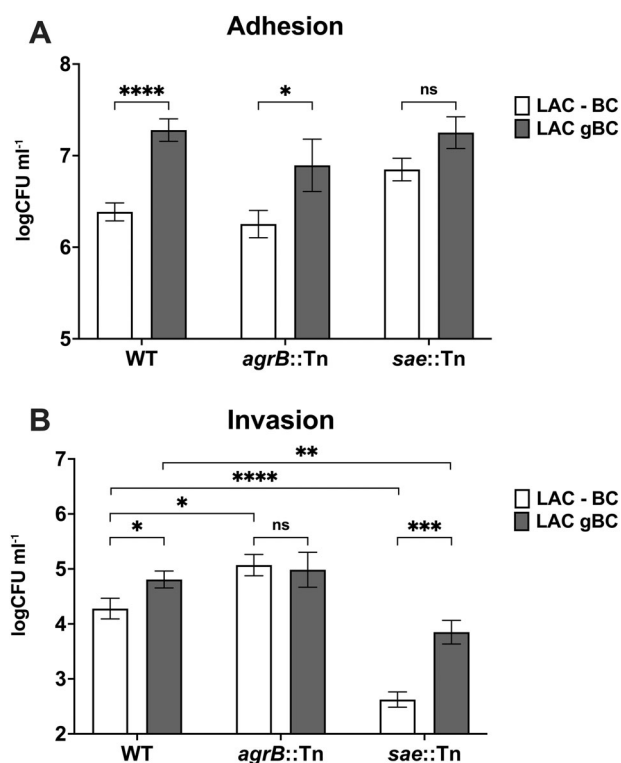 A
Adhesion
8
7
6
5
logCFU ml-1
****
*
ns
WT
agrB::Tn
sae::Tn
LAC - BC
LAC gBC
B
Invasion
7
6
5
4
3
2
logCFU ml-1
**
****
*
*
ns
***
WT
agrB::Tn
sae::Tn
LAC - BC
LAC gBC